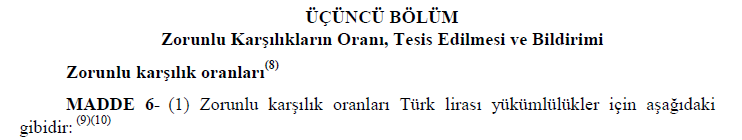 ÜÇÜNCÜ BÖLÜM
Zorunlu Karşılıkların Oranı, Tesis Edilmesi ve Bildirimi
Zorunlu karşılık oranları(8)
MADDE 6- (1) Zorunlu karşılık oranları Türk lirası yükümlülükler için aşağıdaki
gibidir: (9)(10)